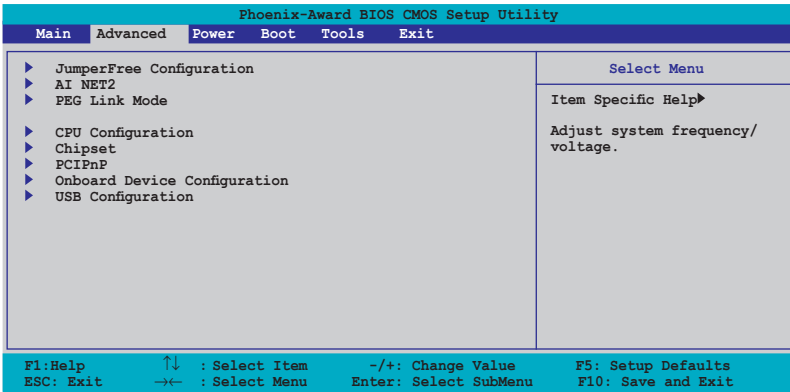 Phoenix-Award BIOS CMOS Setup Utility
Main Advanced Power Boot Tools Exit
JumperFree Configuration
AI NET2
PEG Link Mode
CPU Configuration
Chipset
PCIPnP
Onboard Device Configuration
USB Configuration
Select Menu
Item Specific Help
Adjust system frequency/
voltage.
F1:Help ↑↓ : Select Item -/+: Change Value F5: Setup Defaults
ESC: Exit →← : Select Menu Enter: Select SubMenu F10: Save and Exit